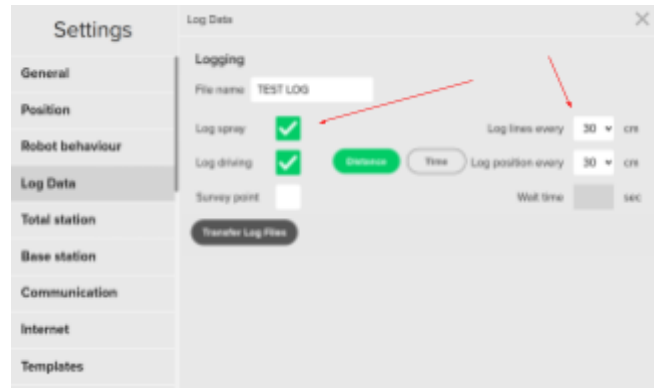 Settings
General
Position
Robot behaviour
Log Data
Total station
Base station
Communication
Internet
Templates
Log Data
Logging
File name TEST LOG
Log spray Log lines every 30 cm
Log driving Distance Time Log position every 30 cm
Survey point Wait time sec
Transfer Log Files